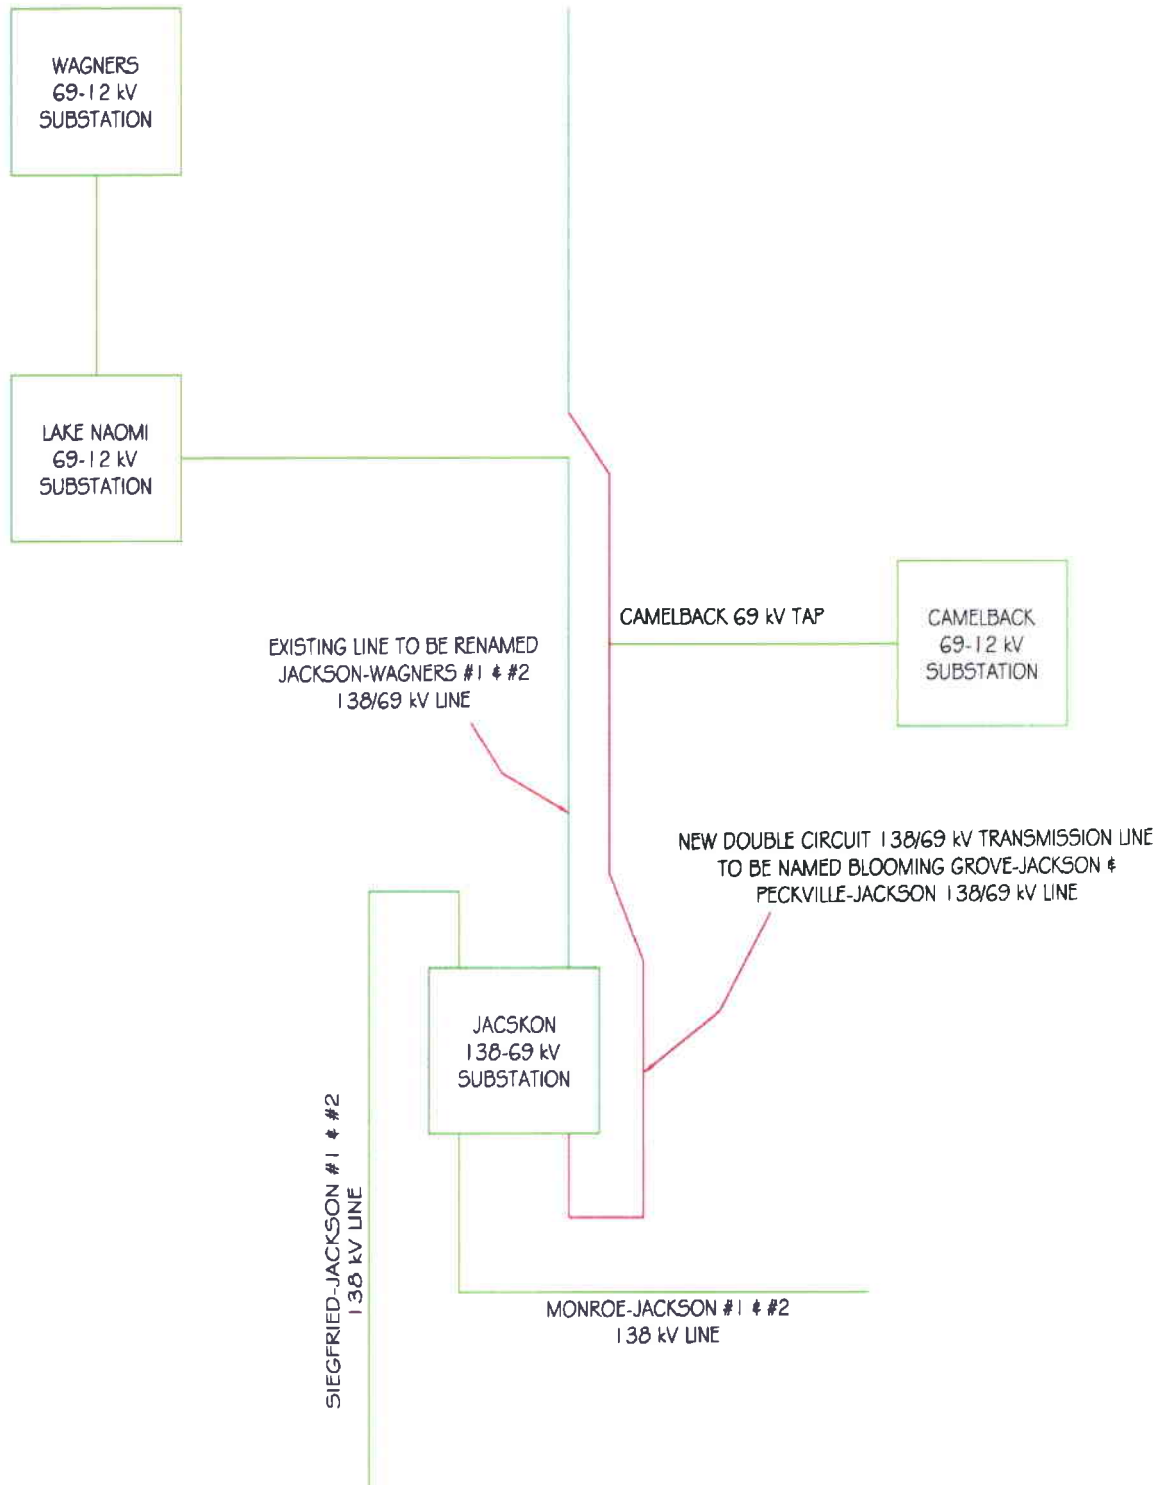 WAGNERS
69-12 kV
SUBSTATION
LAKE NAOMI
69-12 kV
SUBSTATION
CAMELBACK 69 kV TAP
CAMELBACK
69-12 kV
SUBSTATION
EXISTING LINE TO BE RENAMED
JACKSON-WAGNERS #1 & #2
138/69 kV LINE
NEW DOUBLE CIRCUIT 138/69 kV TRANSMISSION LINE
TO BE NAMED BLOOMING GROVE-JACKSON &
PECKVILLE-JACKSON 138/69 kV LINE
JACSKON
138-69 kV
SUBSTATION
SIEGFRIED-JACKSON #1 & #2
138 kV LINE
MONROE-JACKSON #1 & #2
138 kV LINE